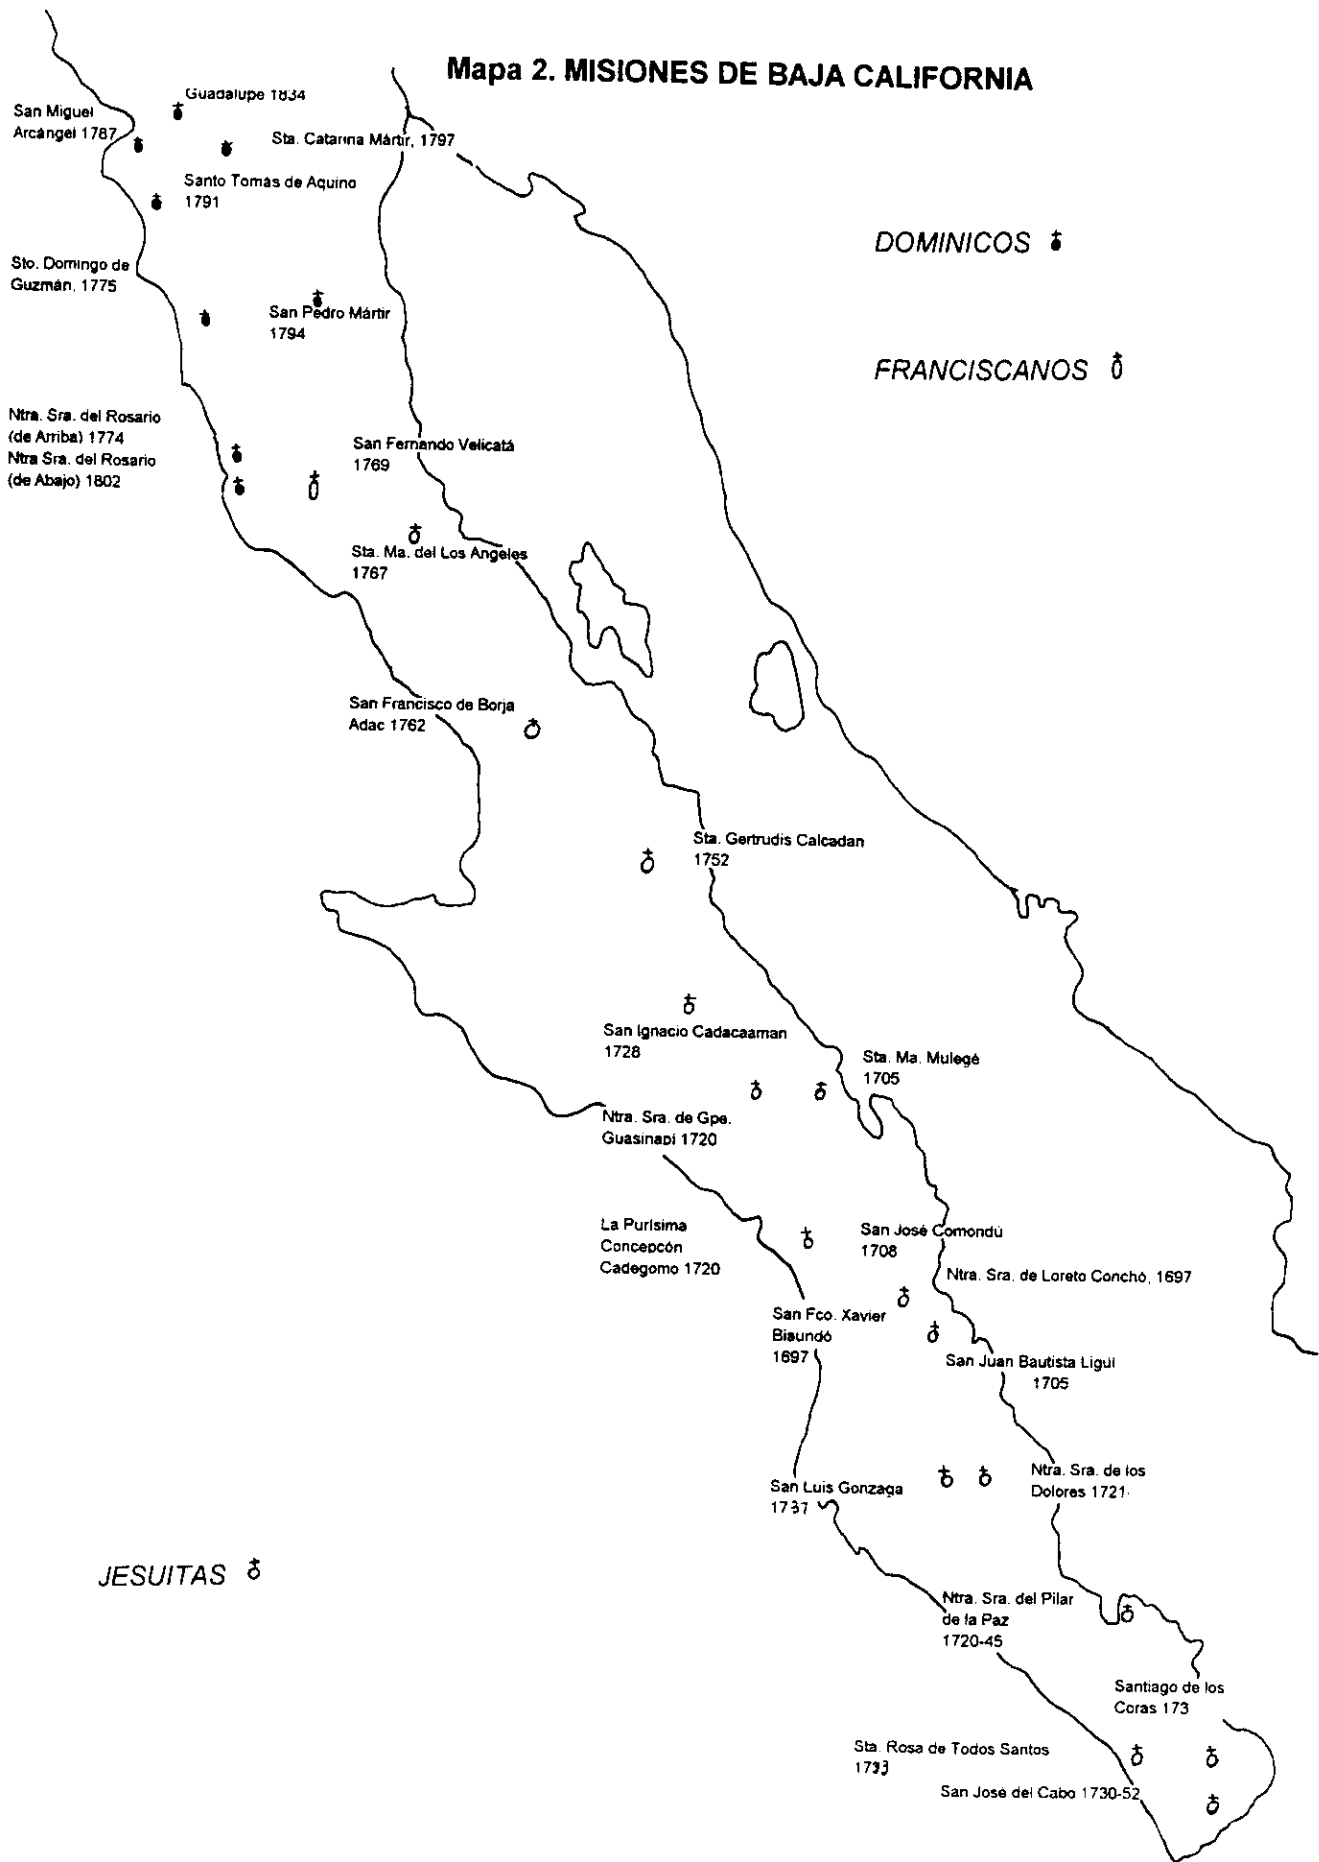 Mapa 2. MISIONES DE BAJA CALIFORNIA
Guadalupe 1834
San Miguel
Arcángel 1787
Sta. Catarina Mártir, 1797
Santo Tomás de Aquino
1791
DOMINICOS
Sto. Domingo de
Guzmán, 1775
San Pedro Mártir
1794
FRANCISCANOS
Ntra. Sra. del Rosario
(de Arriba) 1774
Ntra Sra. del Rosario
(de Abajo) 1802
San Fernando Velicatá
1769
Sta. Ma. del Los Angeles
1767
San Francisco de Borja
Adac 1762
Sta. Gertrudis Calcadan
1752
San Ignacio Cadacaaman
1728
Sta. Ma. Mulegé
1705
Ntra. Sra. de Gpe.
Guasinapí 1720
La Purísima
Concepcón
Cadegomo 1720
San José Comondú
1708
Ntra. Sra. de Loreto Conchó, 1697
San Fco. Xavier
Biaundó
1697
San Juan Bautista Liguí
1705
San Luis Gonzaga
1737
Ntra. Sra. de los
Dolores 1721
JESUITAS
Ntra. Sra. del Pilar
de la Paz
1720-45
Santiago de los
Coras 173
Sta. Rosa de Todos Santos
1733
San José del Cabo 1730-52